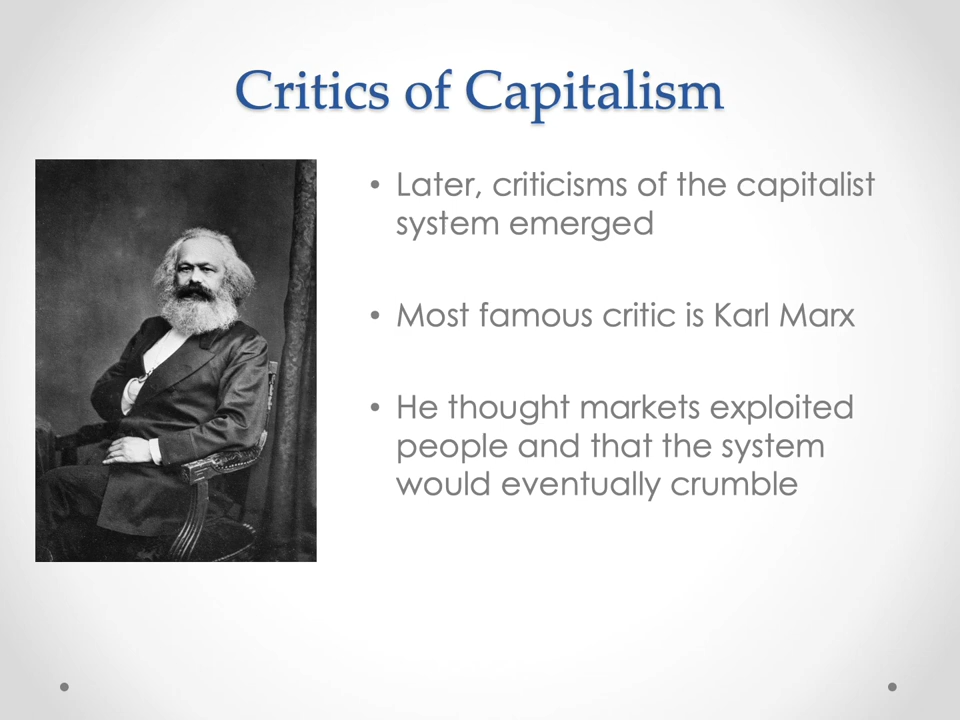 Critics of Capitalism
• Later, criticisms of the capitalist
system emerged
• Most famous critic is Karl Marx
• He thought markets exploited
people and that the system
would eventually crumble